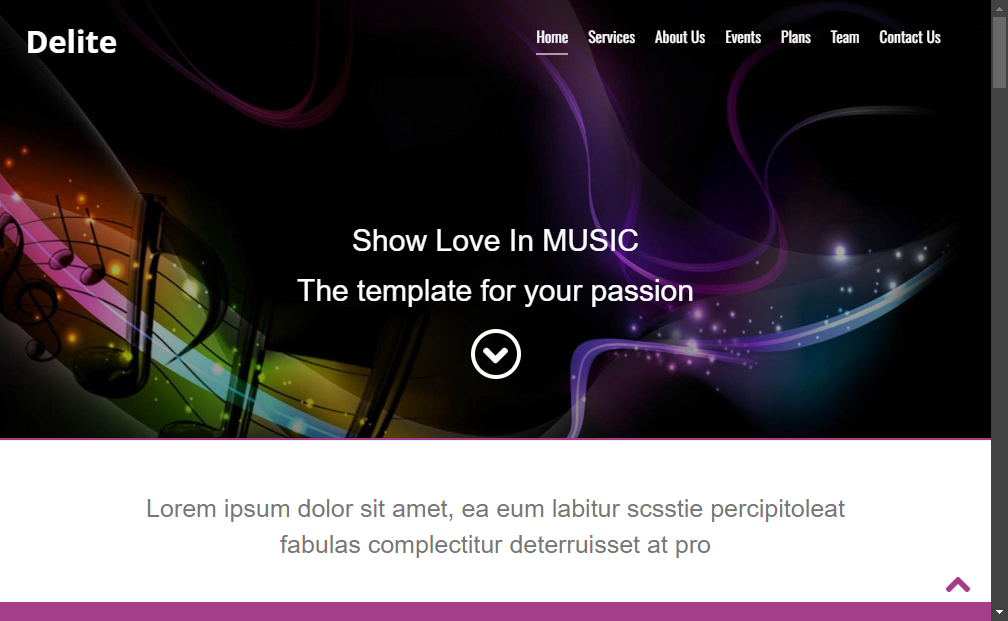 Delite
Home Services About Us Events Plans Team Contact Us
Show Love In MUSIC
The template for your passion
Lorem ipsum dolor sit amet, ea eum labitur scsstie percipitoleat
fabulas complectitur deterruisset at pro